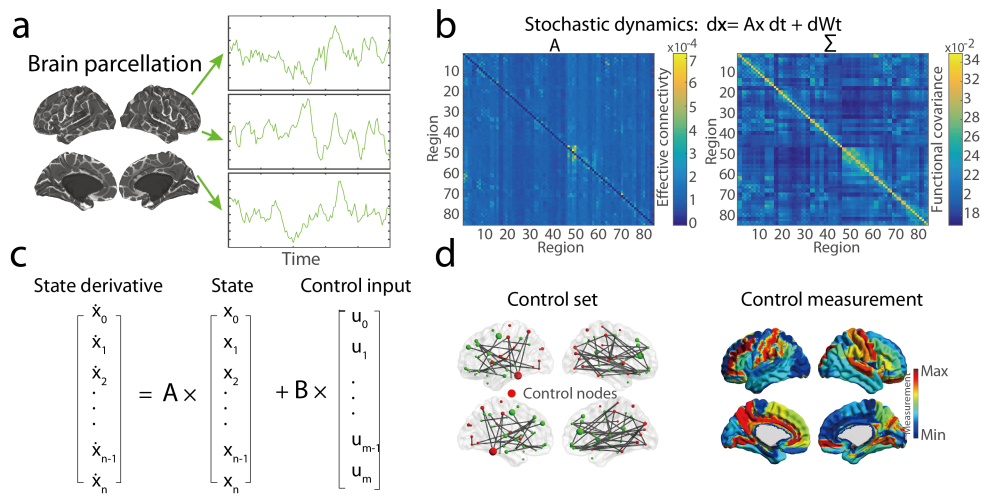 a
Brain parcellation
Time
b
Stochastic dynamics: dx= Ax dt + dWt
A
×10-4
Region
10
20
30
40
50
60
70
80
10 20 30 40 50 60 70 80
Region
7
6
5
4
3
2
1
0
Effective connectivty
Σ
×10-2
Region
10
20
30
40
50
60
70
80
10 20 30 40 50 60 70 80
Region
34
32
30
28
26
24
22
20
18
Functional covariance
c
State derivative State Control input
ẋ0 x0 u0
ẋ1 x1 u1
ẋ2 x2 .
. = A × . + B × .
. . .
ẋn-1 xn-1 um-1
ẋn xn um
d
Control set
Control nodes
Control measurement
Max
Measurement
Min